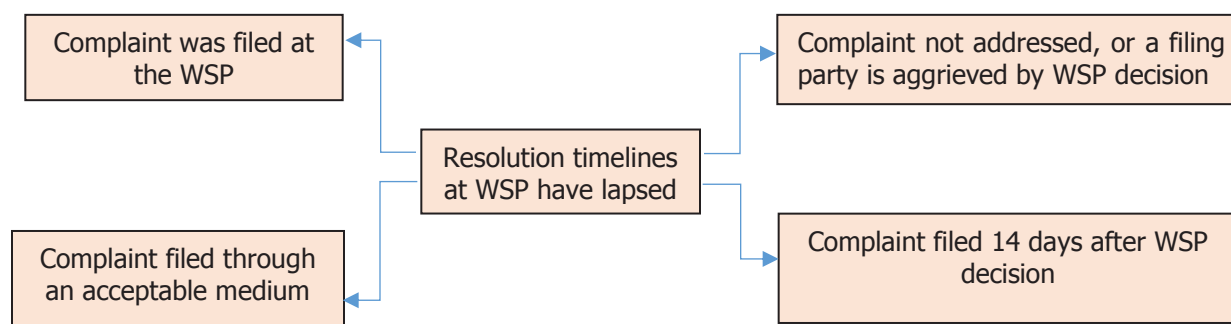 Complaint was filed at
the WSP
Complaint not addressed, or a filing
party is aggrieved by WSP decision
Resolution timelines
at WSP have lapsed
Complaint filed through
an acceptable medium
Complaint filed 14 days after WSP
decision